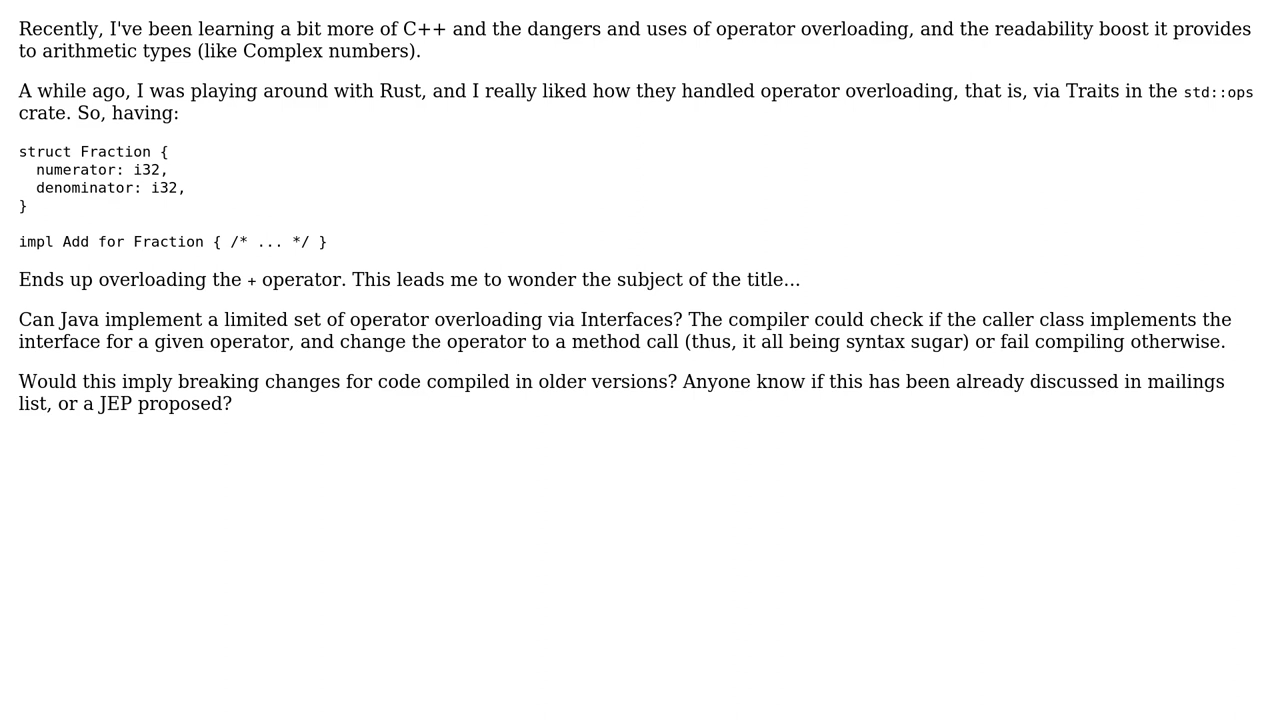 Recently, I've been learning a bit more of C++ and the dangers and uses of operator overloading, and the readability boost it provides
to arithmetic types (like Complex numbers).
A while ago, I was playing around with Rust, and I really liked how they handled operator overloading, that is, via Traits in the std::ops
crate. So, having:
struct Fraction {
  numerator: i32,
  denominator: i32,
}
impl Add for Fraction { /* ... */ }
Ends up overloading the + operator. This leads me to wonder the subject of the title...
Can Java implement a limited set of operator overloading via Interfaces? The compiler could check if the caller class implements the
interface for a given operator, and change the operator to a method call (thus, it all being syntax sugar) or fail compiling otherwise.
Would this imply breaking changes for code compiled in older versions? Anyone know if this has been already discussed in mailings
list, or a JEP proposed?